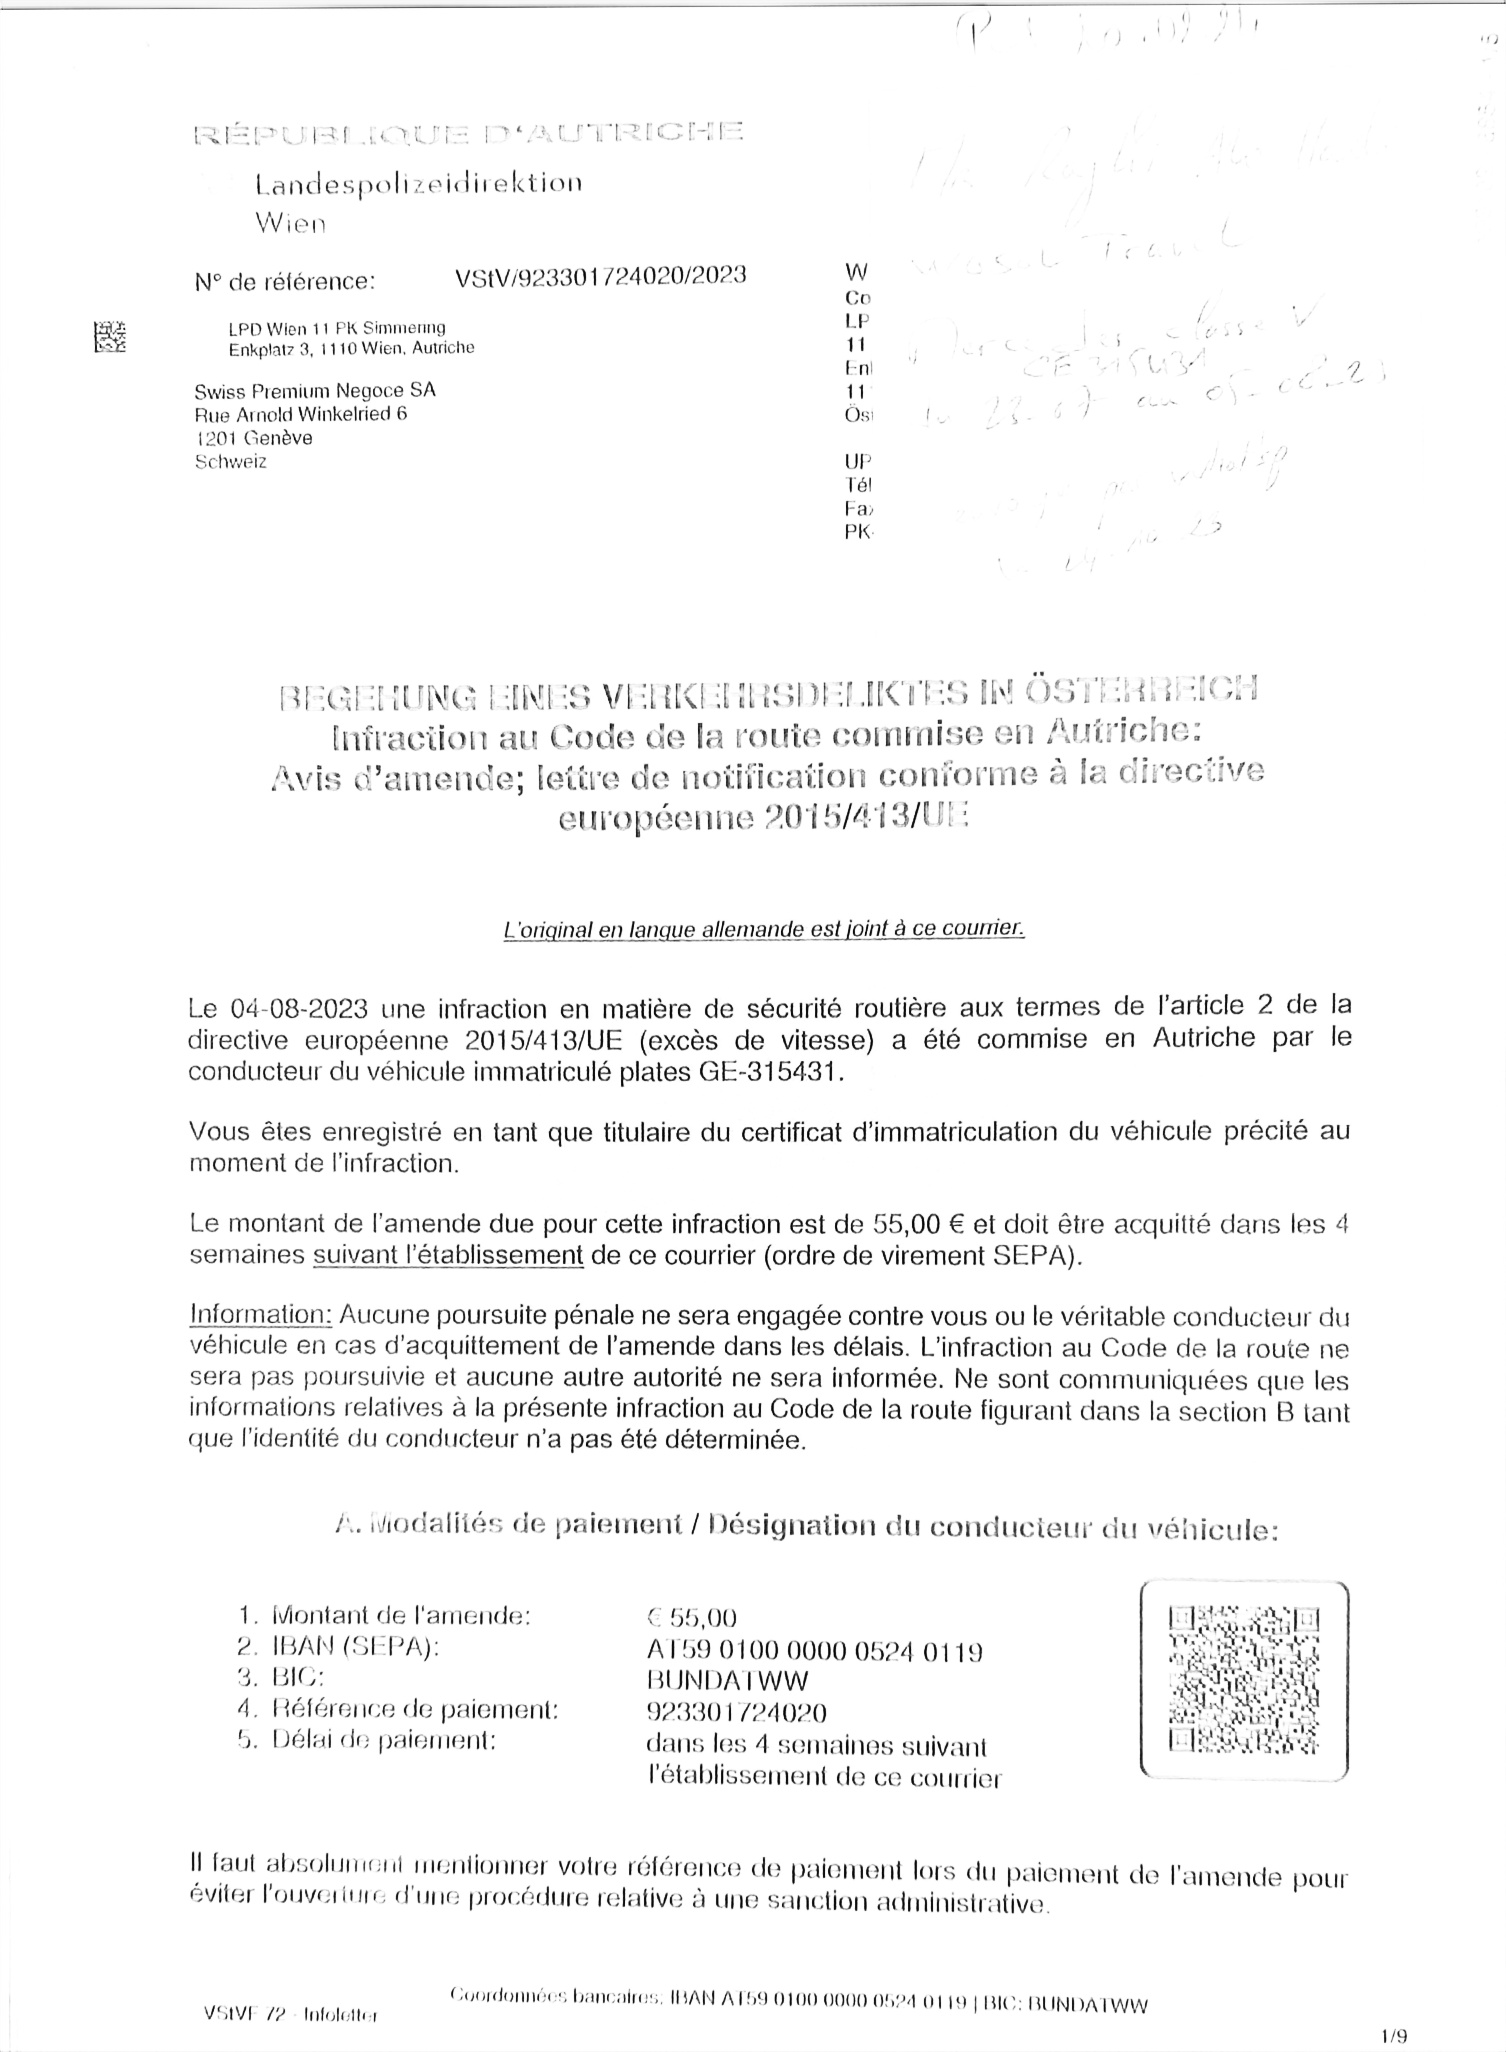 RÉPUBLIQUE D'AUTRICHE
Landespolizeidirektion
Wien
N° de référence: VStV/923301724020/2023
LPD Wien 11 PK Simmering
Enkplatz 3, 1110 Wien, Autriche
Swiss Premium Negoce SA
Rue Arnold Winkelried 6
1201 Genève
Schweiz
W
Co
LP
11
Enl
11
Ös
UP
Tél
Fa
PK
Travel
classe V
GE 315431
BEGEHUNG EINES VERKEHRSDELIKTES IN ÖSTERREICH
Infraction au Code de la route commise en Autriche:
Avis d'amende; lettre de notification conforme à la directive
européenne 2015/413/UE
L'original en langue allemande est joint à ce courrier.
Le 04-08-2023 une infraction en matière de sécurité routière aux termes de l'article 2 de la
directive européenne 2015/413/UE (excès de vitesse) a été commise en Autriche par le
conducteur du véhicule immatriculé plates GE-315431.
Vous êtes enregistré en tant que titulaire du certificat d'immatriculation du véhicule précité au
moment de l'infraction.
Le montant de l'amende due pour cette infraction est de 55,00 € et doit être acquitté dans les 4
semaines suivant l'établissement de ce courrier (ordre de virement SEPA).
Information: Aucune poursuite pénale ne sera engagée contre vous ou le véritable conducteur du
véhicule en cas d'acquittement de l'amende dans les délais. L'infraction au Code de la route ne
sera pas poursuivie et aucune autre autorité ne sera informée. Ne sont communiquées que les
informations relatives à la présente infraction au Code de la route figurant dans la section B tant
que l'identité du conducteur n'a pas été déterminée.
A. Modalités de paiement / Désignation du conducteur du véhicule:
1. Montant de l'amende: € 55,00
2. IBAN (SEPA): AT59 0100 0000 0524 0119
3. BIC: BUNDATWW
4. Référence de paiement: 923301724020
5. Délai de paiement: dans les 4 semaines suivant
l'établissement de ce courrier
Il faut absolument mentionner votre référence de paiement lors du paiement de l'amende pour
éviter l'ouverture d'une procédure relative à une sanction administrative.
Coordonnées bancaires: IBAN AT59 0100 0000 0524 0119 | BIC: BUNDATWW
VStVF 72 - Infoletter
1/9